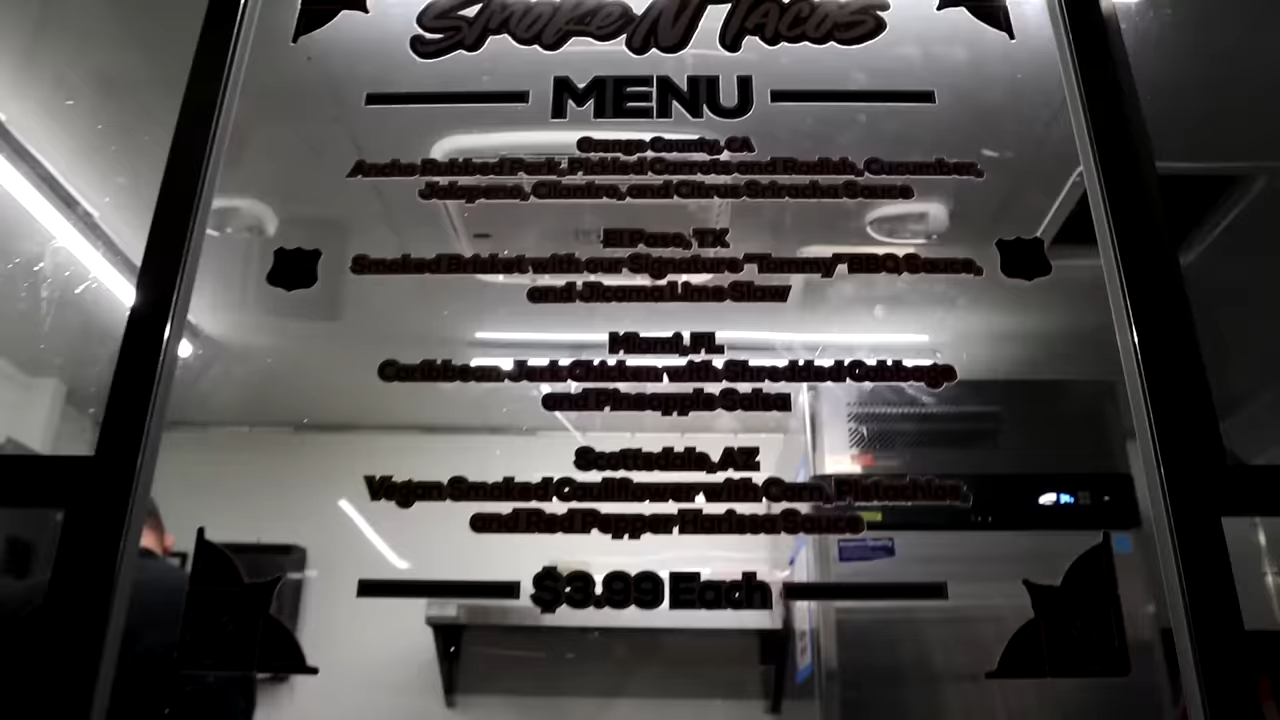 Smoke N Tacos
MENU
Orange County, CA
Ancho Rubbed Pork, Pickled Carrots and Radish, Cucumber,
Jalapeno, Cilantro, and Citrus Sriracha Sauce
El Paso, TX
Smoked Brisket with our Signature "Tommy" BBQ Sauce,
and Jicama Lime Slaw
Miami, FL
Caribbean Jerk Chicken with Shredded Cabbage
and Pineapple Salsa
Scottsdale, AZ
Vegan Smoked Cauliflower with Corn, Pistachios,
and Red Pepper Harissa Sauce
$3.99 Each